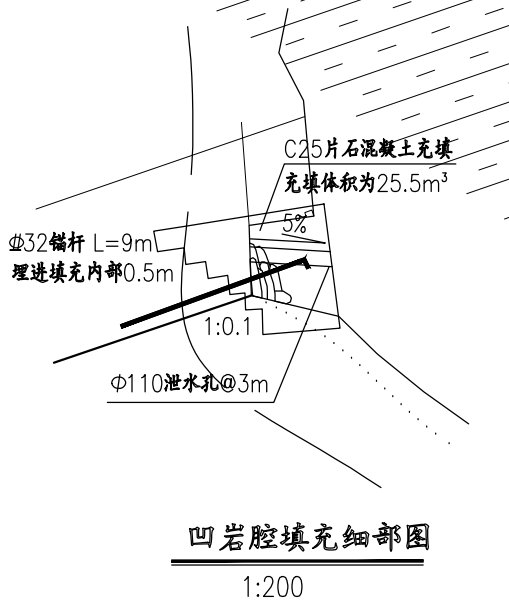 C25片石混凝土充填
充填体积为25.5m³
5%
Φ32锚杆 L=9m
埋进填充内部0.5m
1:0.1
Φ110泄水孔@3m
凹岩腔填充细部图
1:200